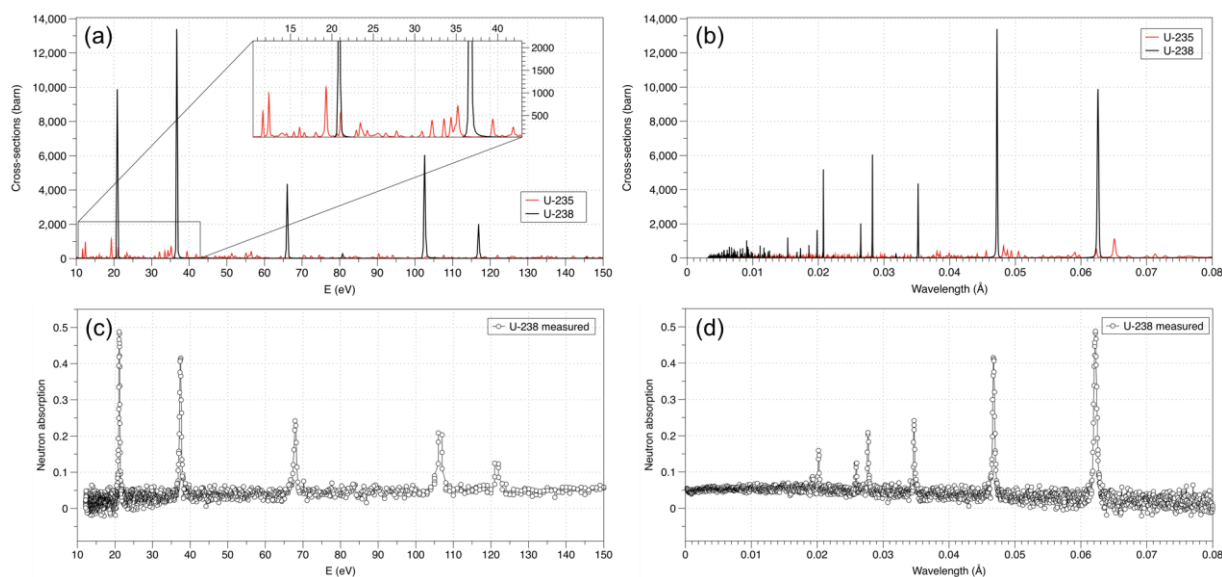 (a)
14,000
12,000
10,000
8,000
6,000
4,000
2,000
0
Cross-sections (barn)
15 20 25 30 35 40
2000
1500
1000
500
U-235
U-238
10 20 30 40 50 60 70 80 90 100 110 120 130 140 150
E (eV)
(b)
14,000
12,000
10,000
8,000
6,000
4,000
2,000
0
Cross-sections (barn)
U-235
U-238
0 0.01 0.02 0.03 0.04 0.05 0.06 0.07 0.08
Wavelength (Å)
(c)
U-238 measured
0.5
0.4
0.3
0.2
0.1
0
Neutron absorption
10 20 30 40 50 60 70 80 90 100 110 120 130 140 150
E (eV)
(d)
U-238 measured
0.5
0.4
0.3
0.2
0.1
0
Neutron absorption
0 0.01 0.02 0.03 0.04 0.05 0.06 0.07 0.08
Wavelength (Å)